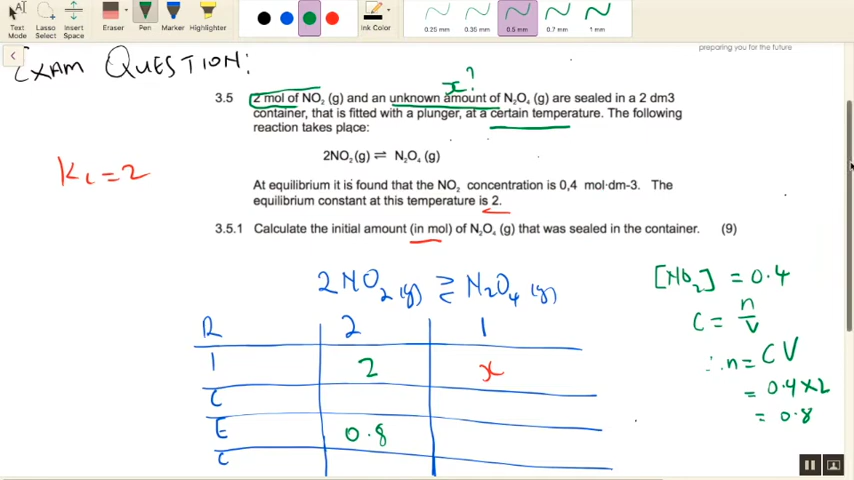 Text Mode
Lasso Select
Insert Space
Eraser
Pen
Marker
Highlighter
Ink Color
0.25 mm
0.35 mm
0.5 mm
0.7 mm
1 mm
preparing you for the future
EXAM QUESTION:
x?
3.5 2 mol of NO₂ (g) and an unknown amount of N₂O₄ (g) are sealed in a 2 dm3
container, that is fitted with a plunger, at a certain temperature. The following
reaction takes place:
2NO₂(g) ⇌ N₂O₄ (g)
Kc = 2
At equilibrium it is found that the NO₂ concentration is 0,4 mol·dm-3. The
equilibrium constant at this temperature is 2.
3.5.1 Calculate the initial amount (in mol) of N₂O₄ (g) that was sealed in the container. (9)
2NO₂(g) ⇌ N₂O₄(g)
R 2 1
I 2 x
C
E 0.8
C
[NO₂] = 0.4
C = n/V
∴ n = CV
= 0.4 × 2
= 0.8